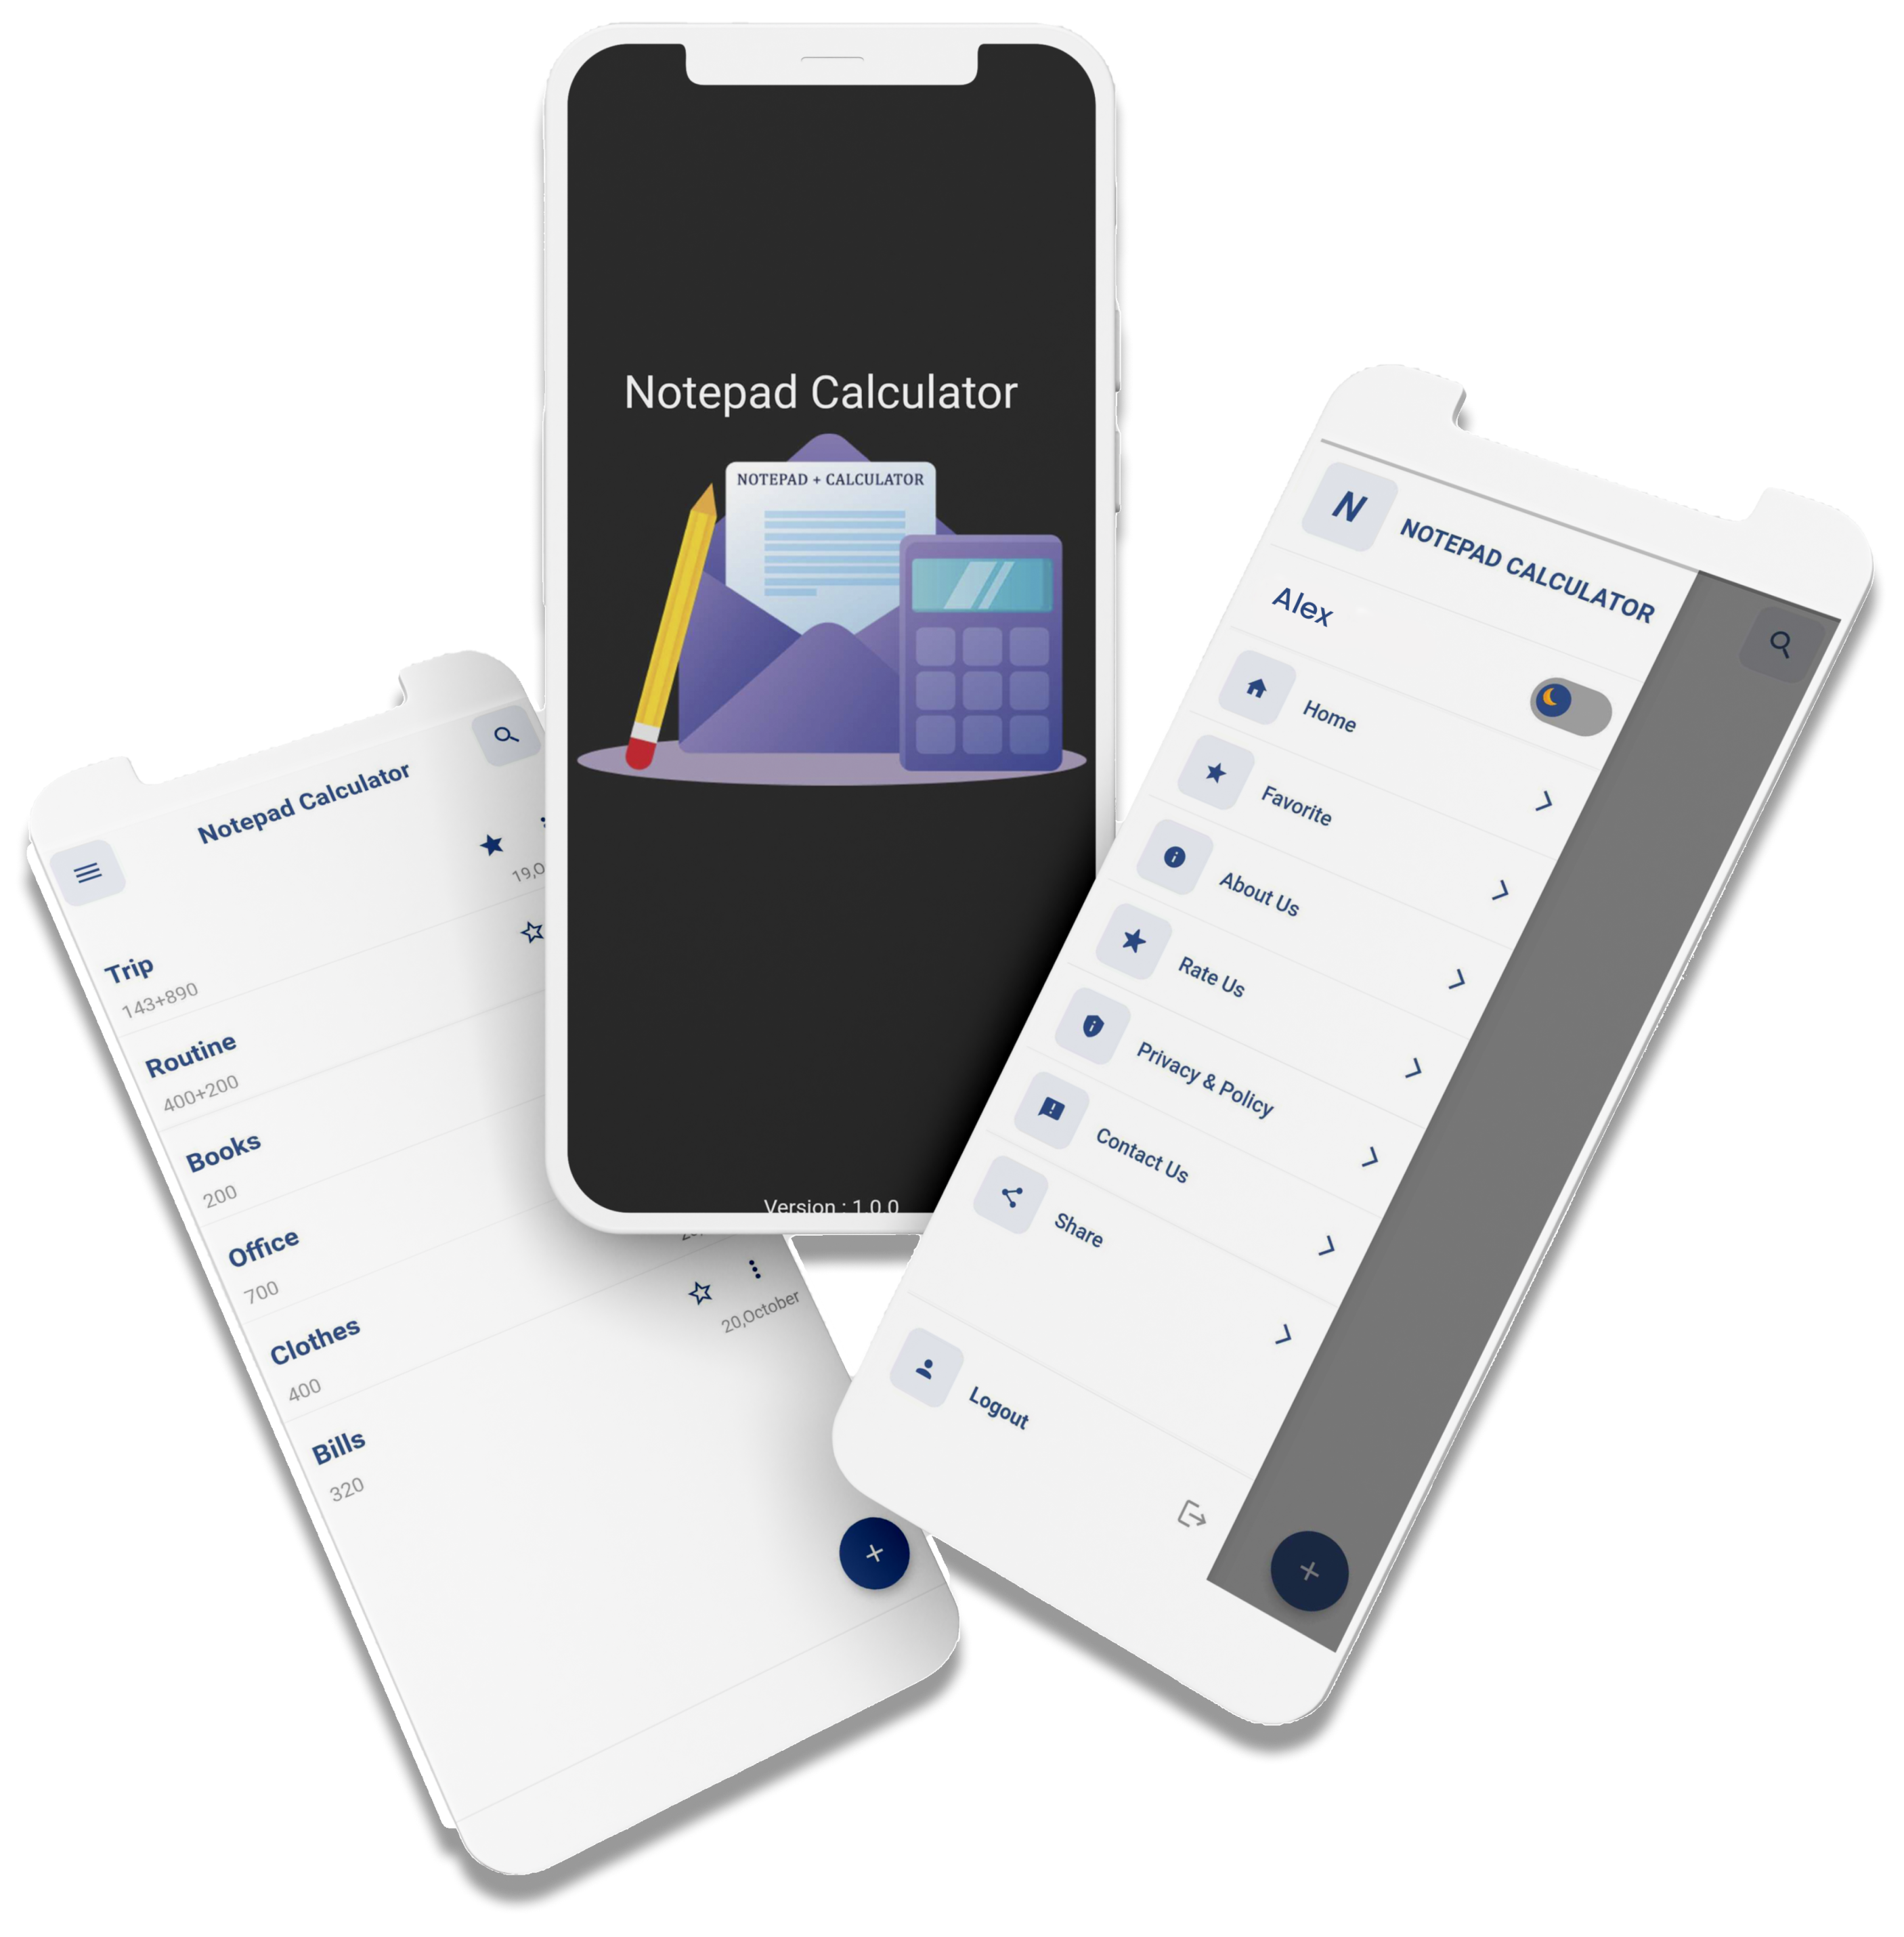 Notepad Calculator
NOTEPAD + CALCULATOR
Version : 1.0.0
Notepad Calculator
19,O
Trip
143+890
Routine
400+200
Books
200
Office
700
Clothes
400
20,October
Bills
320
+
N
NOTEPAD CALCULATOR
Alex
Home
Favorite
About Us
Rate Us
Privacy & Policy
Contact Us
Share
Logout
+